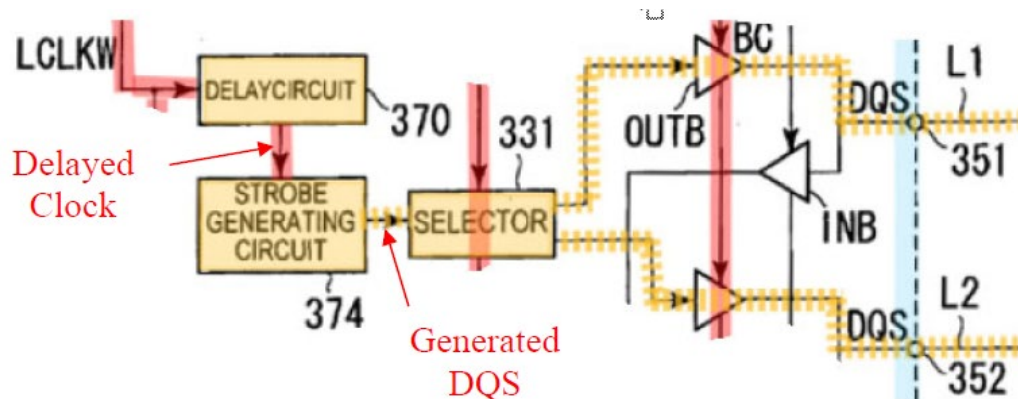 LCLKW
DELAYCIRCUIT
370
Delayed
Clock
STROBE
GENERATING
CIRCUIT
374
331
SELECTOR
Generated
DQS
BC
OUTB
INB
DQS
L1
351
DQS
L2
352